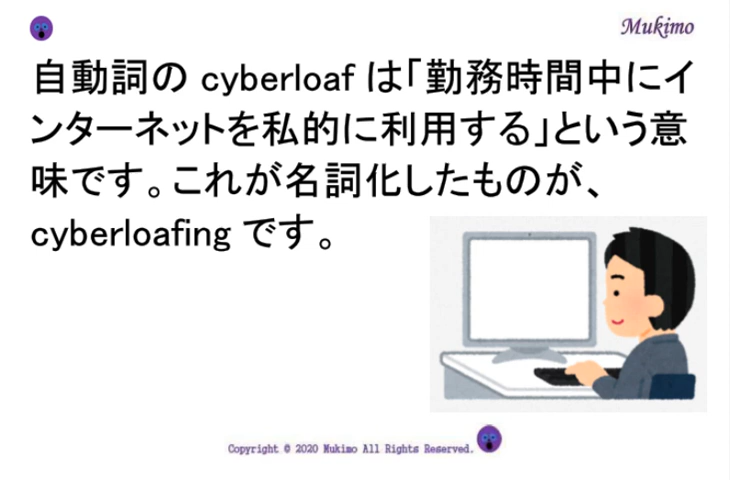 Mukimo
自動詞の cyberloaf は「勤務時間中にイ
ンターネットを私的に利用する」という意
味です。これが名詞化したものが、
cyberloafing です。
Copyright © 2020 Mukimo All Rights Reserved.